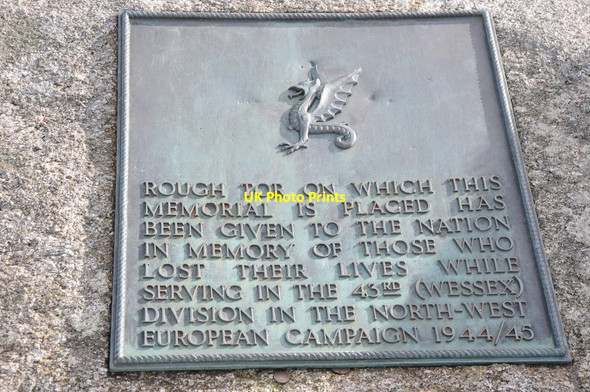 ROUGH TOR ON WHICH THIS
MEMORIAL IS PLACED HAS
BEEN GIVEN TO THE NATION
IN MEMORY OF THOSE WHO
LOST THEIR LIVES WHILE
SERVING IN THE 43RD (WESSEX)
DIVISION IN THE NORTH-WEST
EUROPEAN CAMPAIGN 1944/45
UK Photo Prints